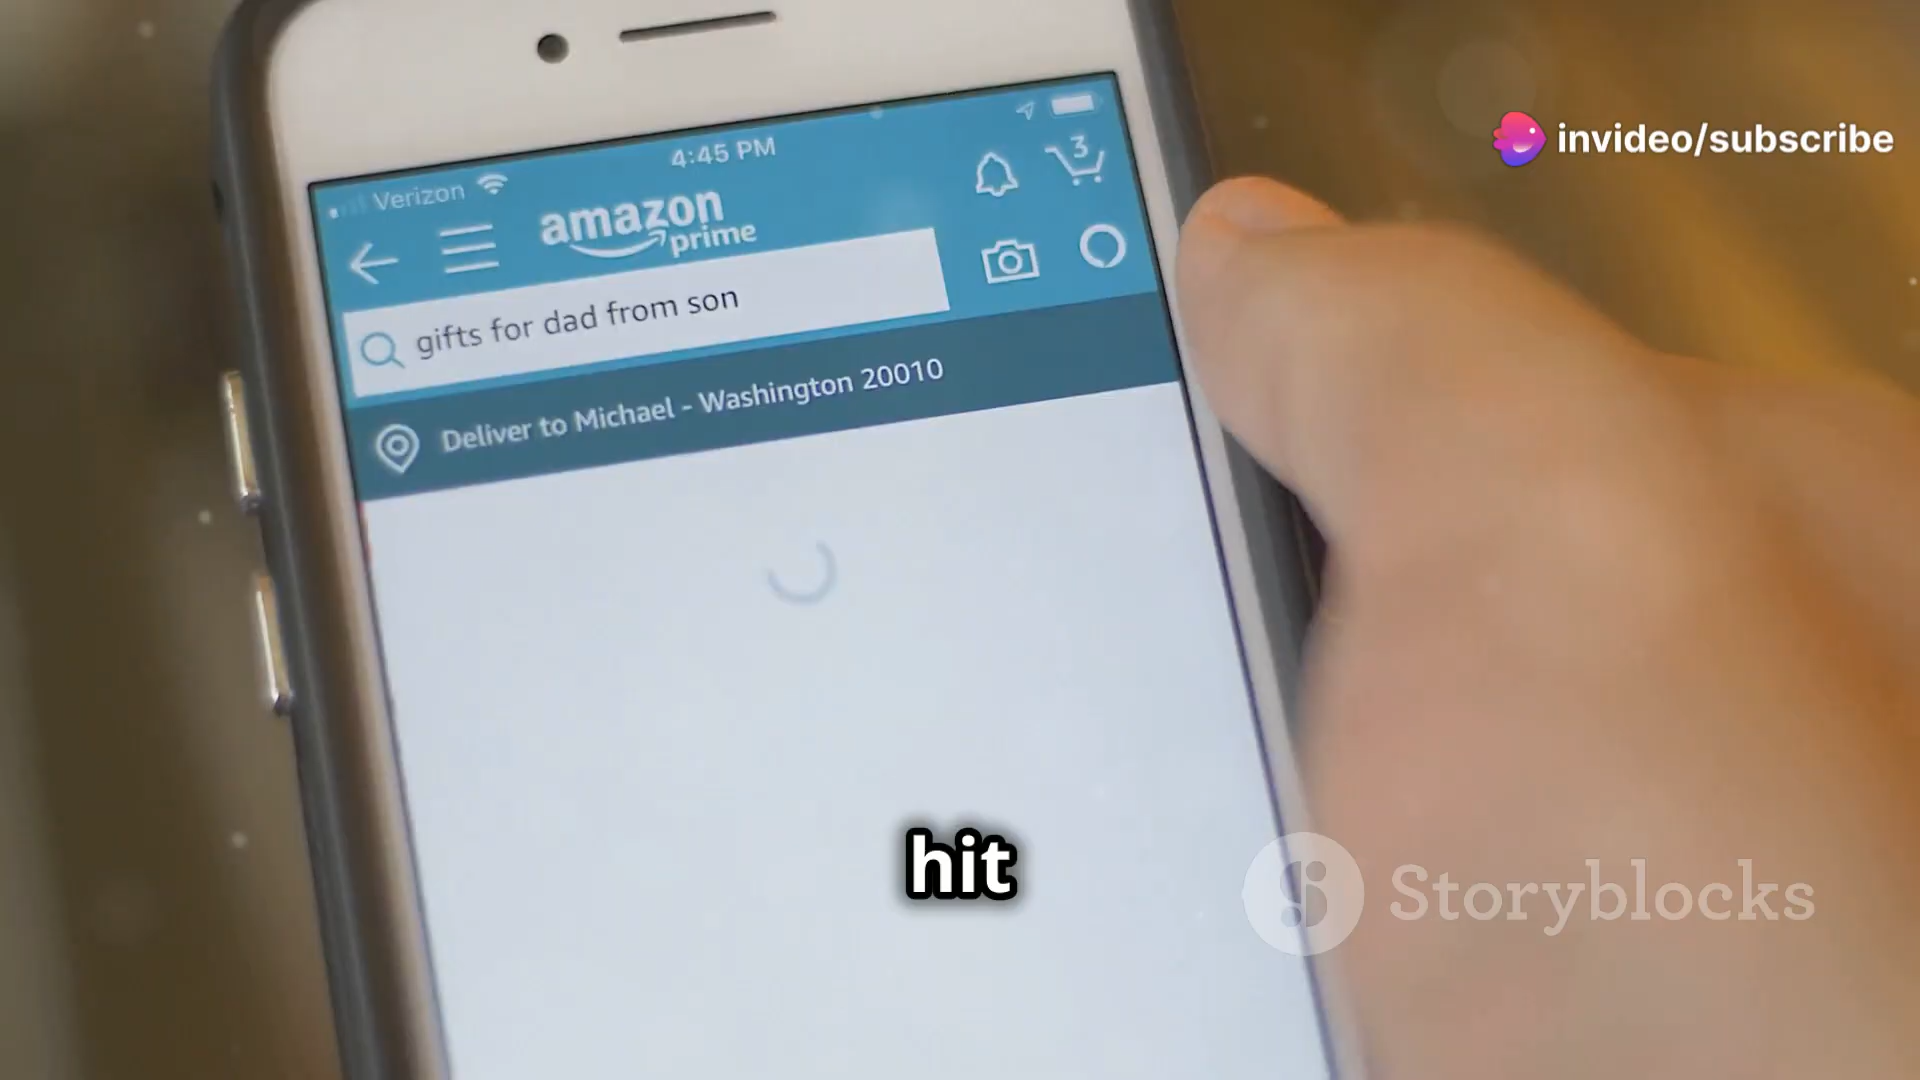 4:45 PM
Verizon
3
amazon
prime
gifts for dad from son
Deliver to Michael - Washington 20010
invideo/subscribe
hit
Storyblocks